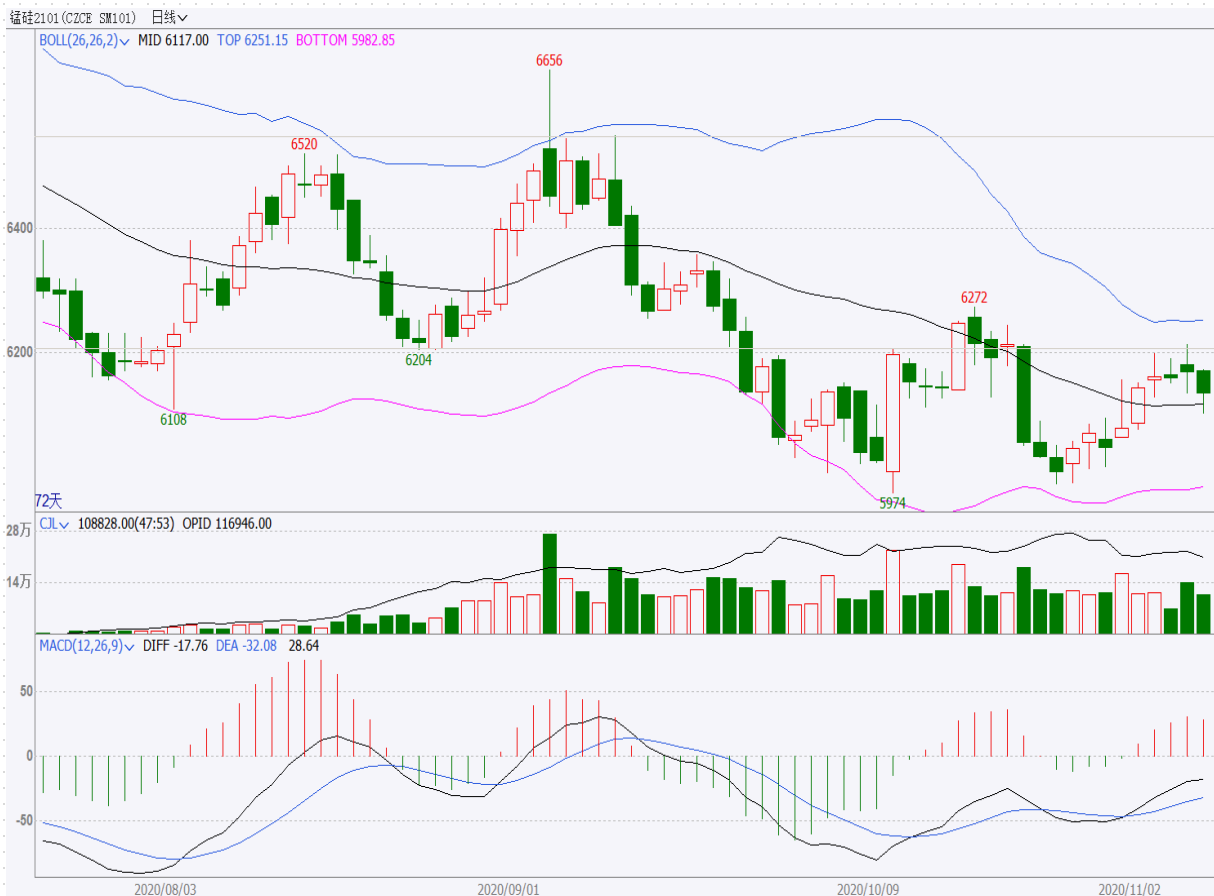 锰硅2101(CZCE SM101) 日线
BOLL(26,26,2) MID 6117.00 TOP 6251.15 BOTTOM 5982.85
6656
6520
6400
6272
6200
6204
6108
5974
72天
CJL 108828.00(47:53) OPID 116946.00
28万
14万
MACD(12,26,9) DIFF -17.76 DEA -32.08 28.64
50
0
-50
2020/08/03 2020/09/01 2020/10/09 2020/11/02